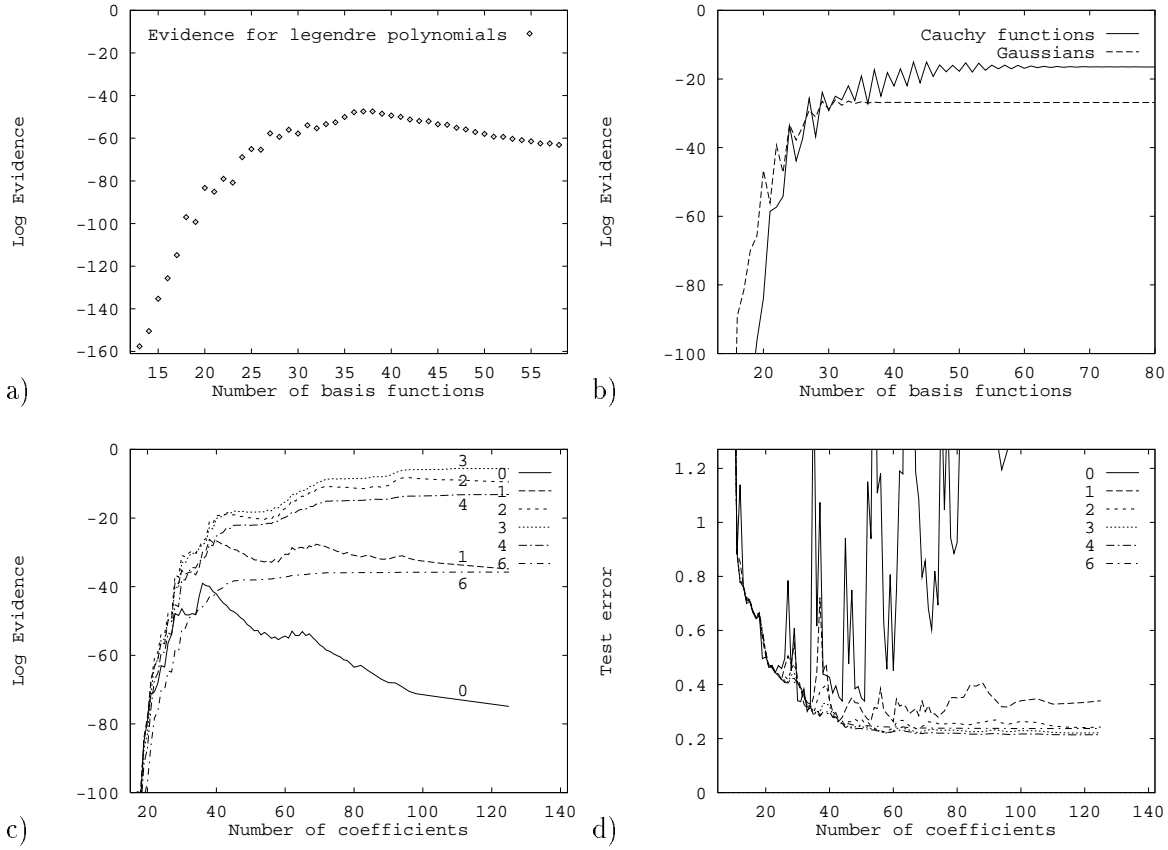 -0
-20
-40
-60
-80
-100
-120
-140
-160
Log Evidence
Evidence for legendre polynomials
15 20 25 30 35 40 45 50 55
Number of basis functions
a)
-0
-20
-40
-60
-80
-100
Log Evidence
Cauchy functions
Gaussians
20 30 40 50 60 70 80
Number of basis functions
b)
-0
-20
-40
-60
-80
-100
Log Evidence
3
2
4
1
6
0
0
1
2
3
4
6
20 40 60 80 100 120 140
Number of coefficients
c)
1.2
1
0.8
0.6
0.4
0.2
0
Test error
0
1
2
3
4
6
20 40 60 80 100 120 140
Number of coefficients
d)